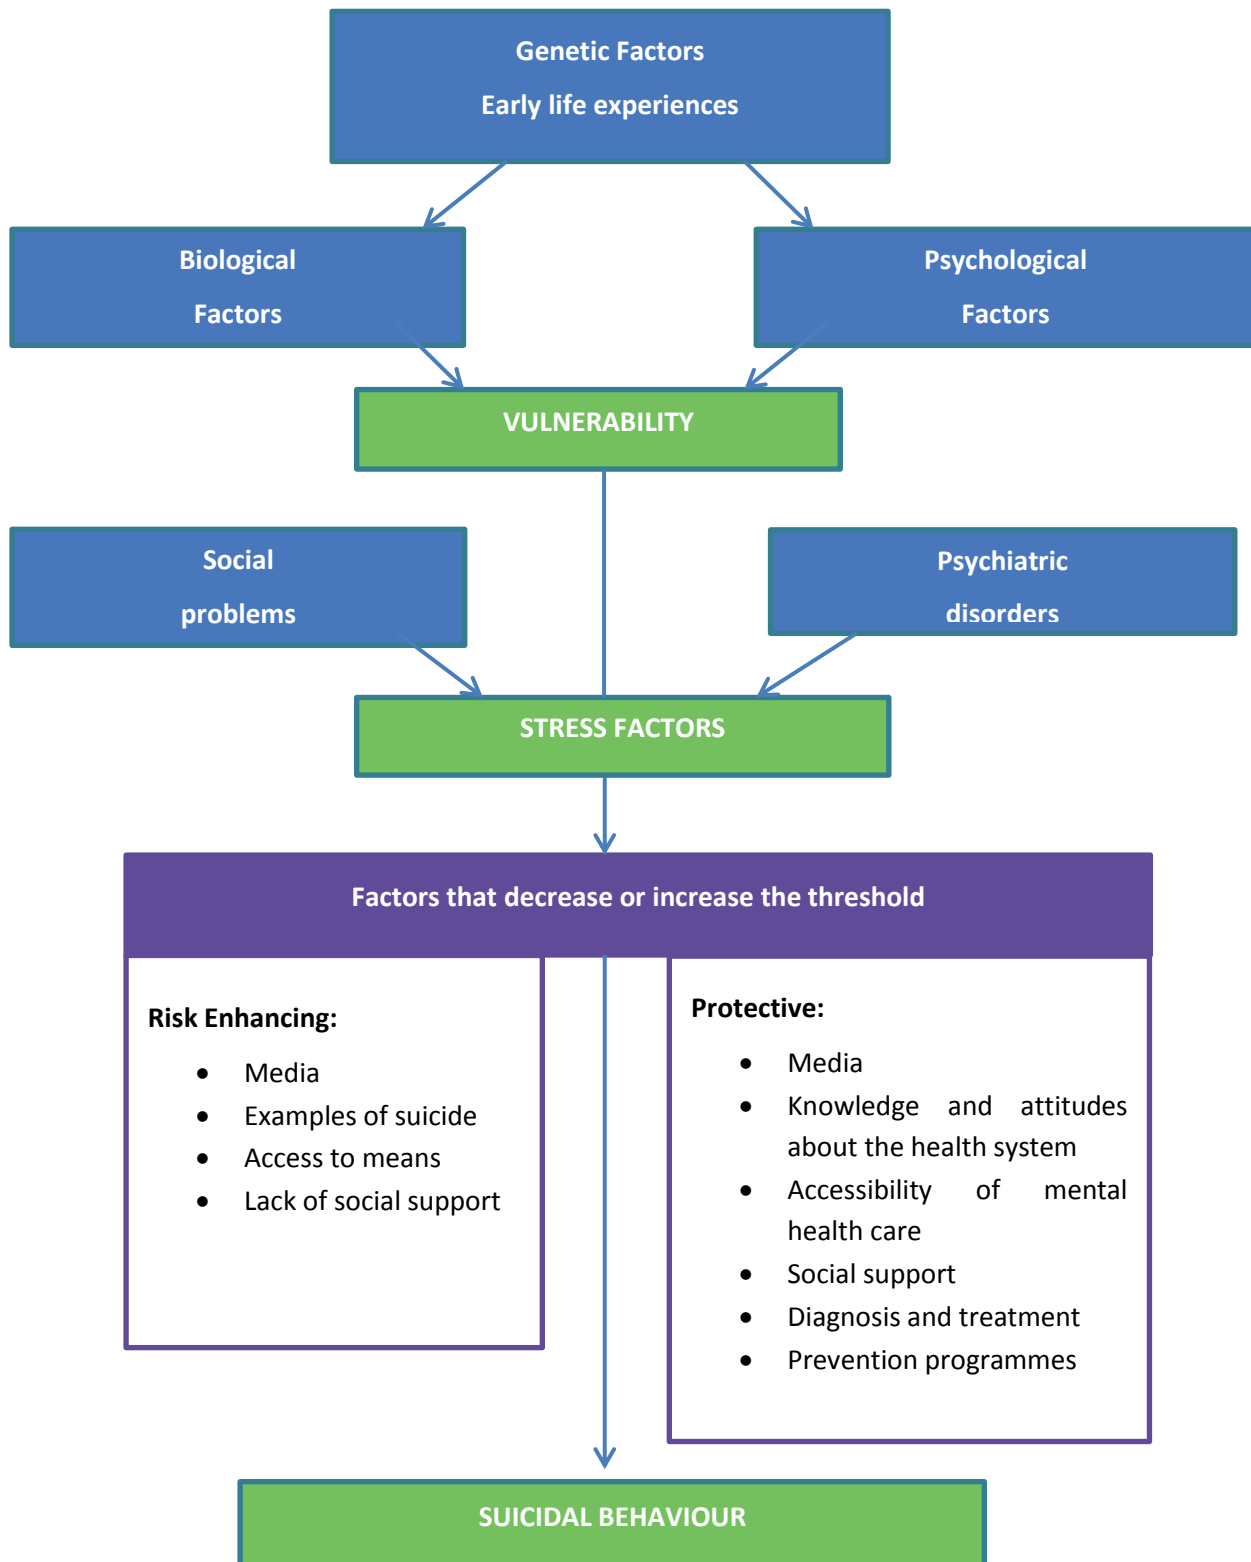 Genetic Factors
Early life experiences
Biological
Factors
Psychological
Factors
VULNERABILITY
Social
problems
Psychiatric
disorders
STRESS FACTORS
Factors that decrease or increase the threshold
Risk Enhancing:
• Media
• Examples of suicide
• Access to means
• Lack of social support
Protective:
• Media
• Knowledge and attitudes
about the health system
• Accessibility of mental
health care
• Social support
• Diagnosis and treatment
• Prevention programmes
SUICIDAL BEHAVIOUR